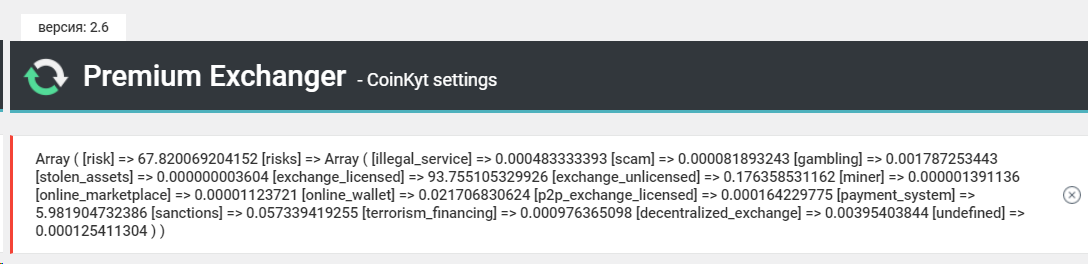 версия: 2.6
Premium Exchanger - CoinKyt settings
Array ( [risk] => 67.820069204152 [risks] => Array ( [illegal_service] => 0.000483333393 [scam] => 0.000081893243 [gambling] => 0.001787253443
[stolen_assets] => 0.000000003604 [exchange_licensed] => 93.755105329926 [exchange_unlicensed] => 0.176358531162 [miner] => 0.000001391136
[online_marketplace] => 0.00001123721 [online_wallet] => 0.021706830624 [p2p_exchange_licensed] => 0.000164229775 [payment_system] =>
5.981904732386 [sanctions] => 0.057339419255 [terrorism_financing] => 0.000976365098 [decentralized_exchange] => 0.00395403844 [undefined] =>
0.000125411304 ) )